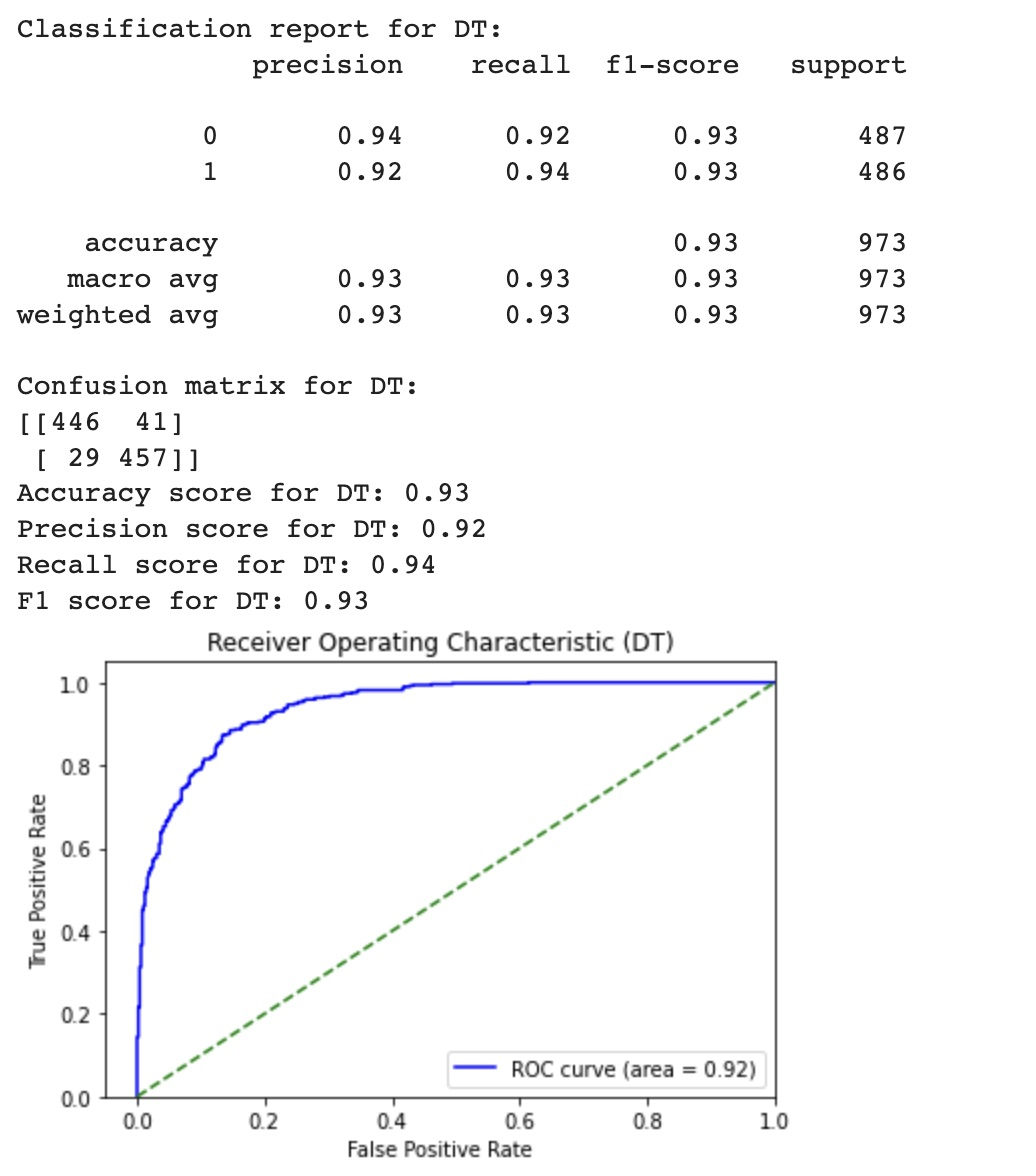 Classification report for DT:
precision recall f1-score support
0 0.94 0.92 0.93 487
1 0.92 0.94 0.93 486
accuracy 0.93 973
macro avg 0.93 0.93 0.93 973
weighted avg 0.93 0.93 0.93 973
Confusion matrix for DT:
[[446 41]
[ 29 457]]
Accuracy score for DT: 0.93
Precision score for DT: 0.92
Recall score for DT: 0.94
F1 score for DT: 0.93
Receiver Operating Characteristic (DT)
True Positive Rate
1.0
0.8
0.6
0.4
0.2
0.0
ROC curve (area = 0.92)
0.0 0.2 0.4 0.6 0.8 1.0
False Positive Rate